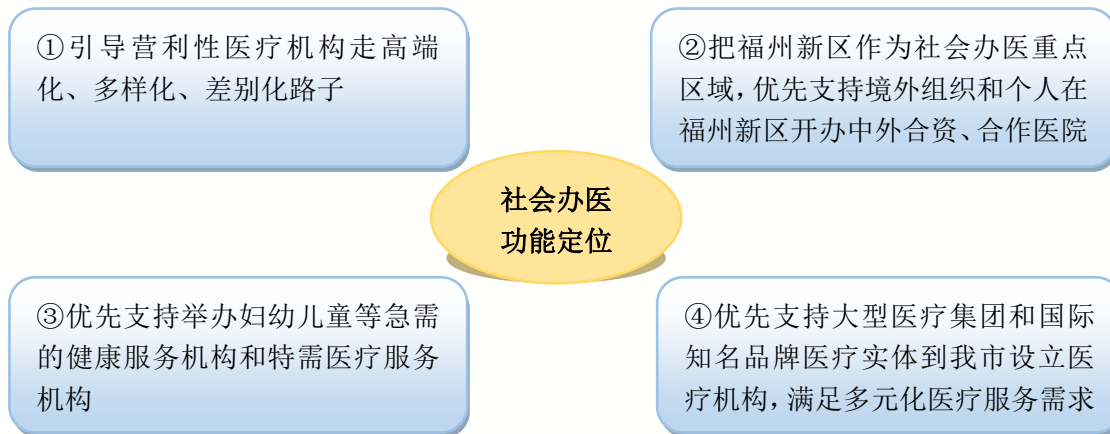 ①引导营利性医疗机构走高端
化、多样化、差别化路子
②把福州新区作为社会办医重点
区域，优先支持境外组织和个人在
福州新区开办中外合资、合作医院
社会办医
功能定位
③优先支持举办妇幼儿童等急需
的健康服务机构和特需医疗服务
机构
④优先支持大型医疗集团和国际
知名品牌医疗实体到我市设立医
疗机构，满足多元化医疗服务需求